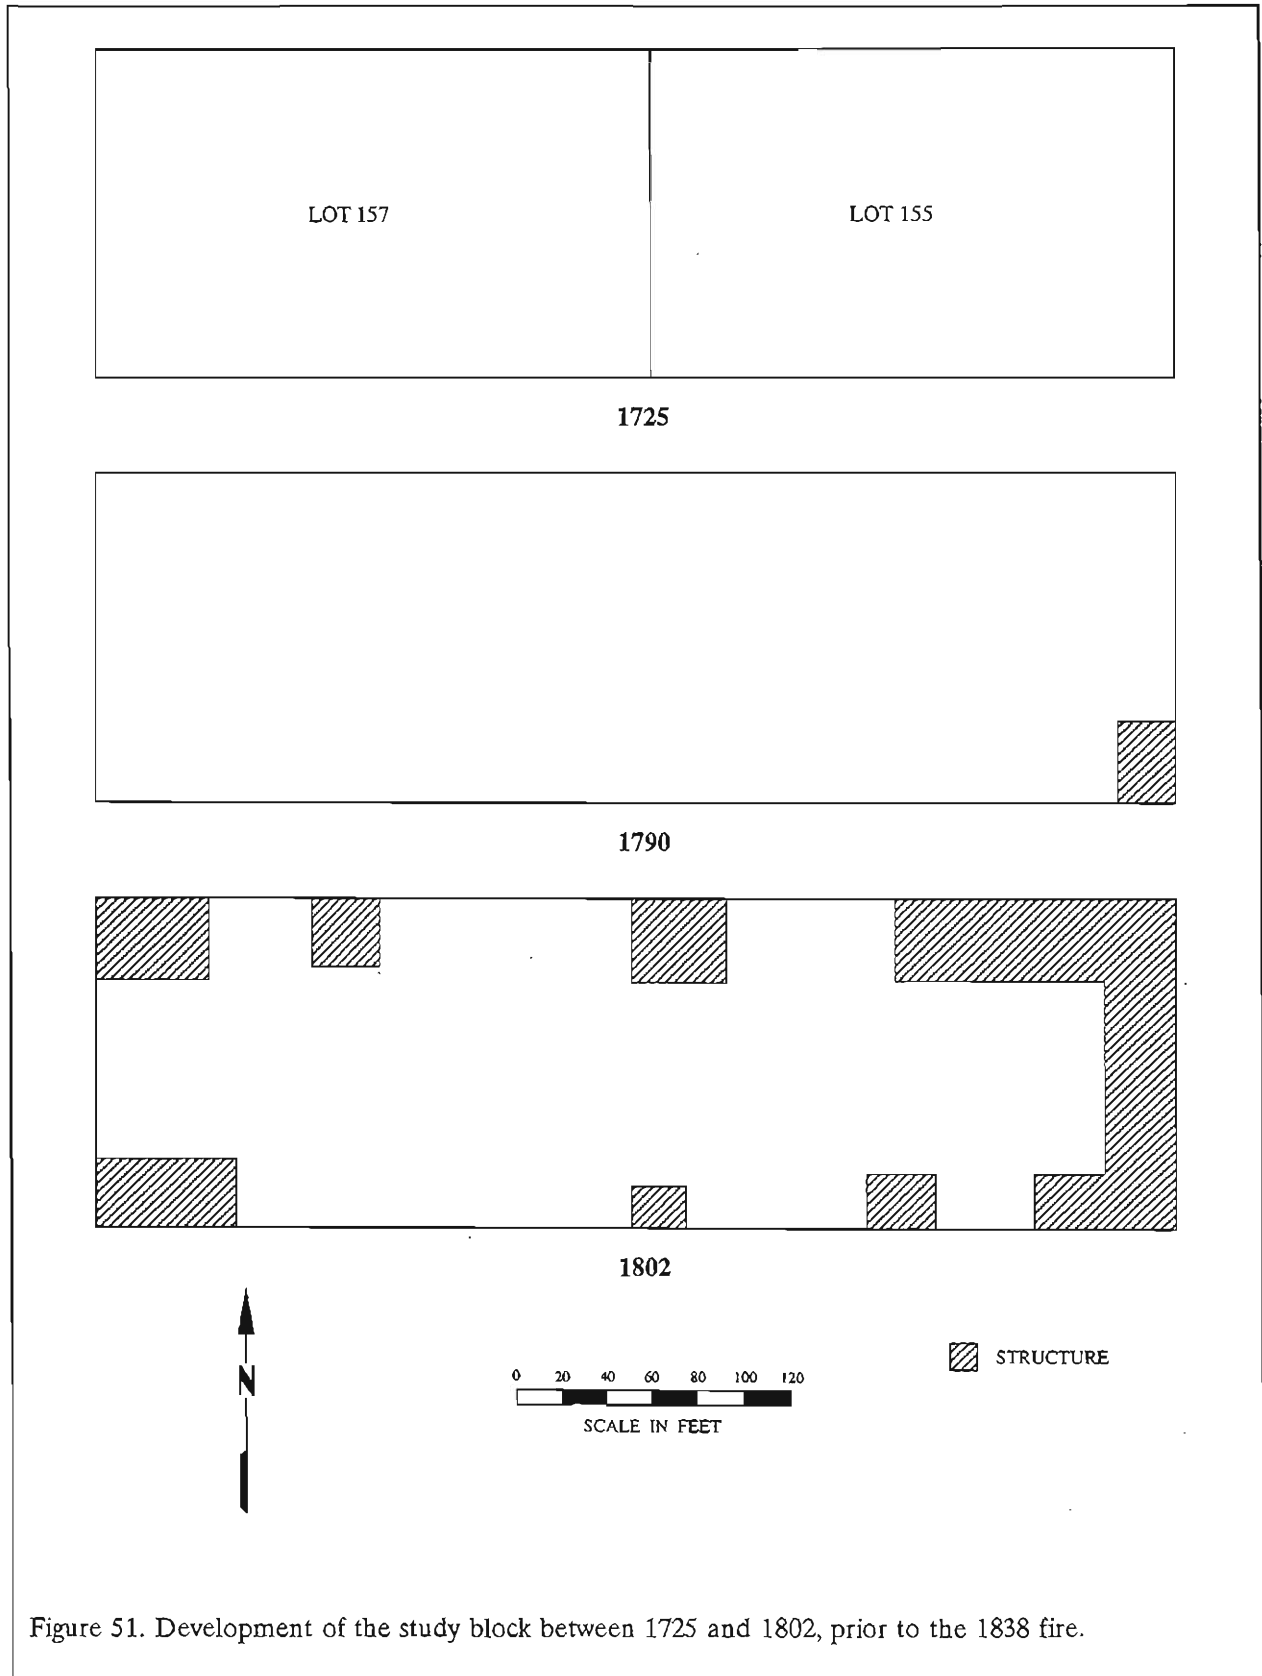 LOT 157
LOT 155
1725
1790
1802
N
0 20 40 60 80 100 120
SCALE IN FEET
STRUCTURE
Figure 51. Development of the study block between 1725 and 1802, prior to the 1838 fire.